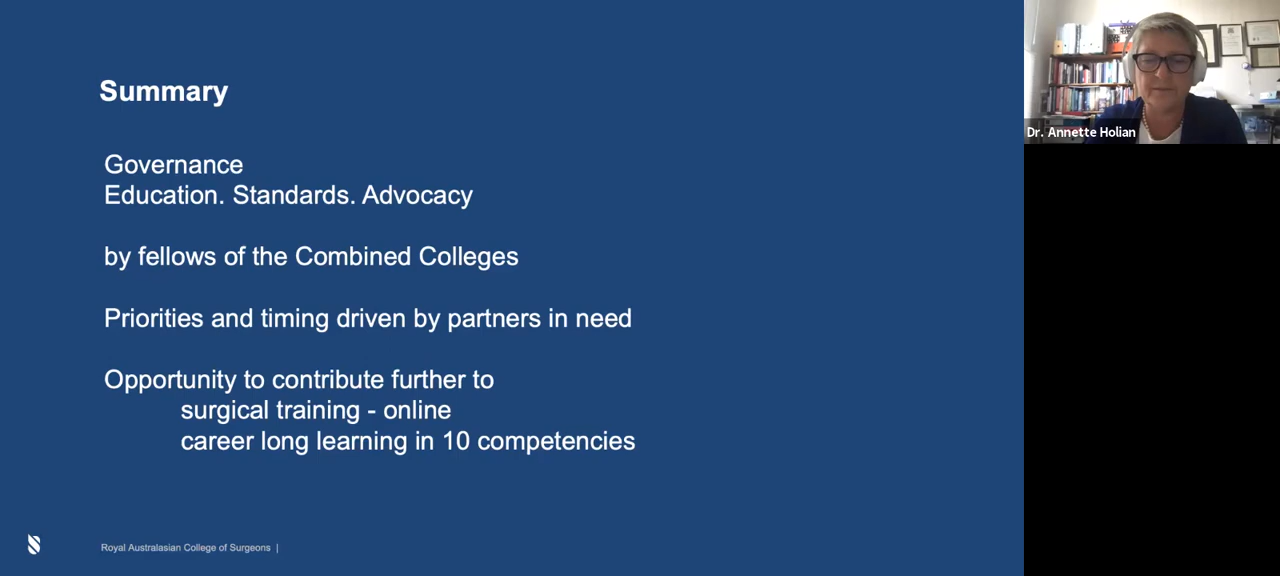 Summary
Governance
Education. Standards. Advocacy
by fellows of the Combined Colleges
Priorities and timing driven by partners in need
Opportunity to contribute further to
surgical training - online
career long learning in 10 competencies
Royal Australasian College of Surgeons |
Dr. Annette Holian